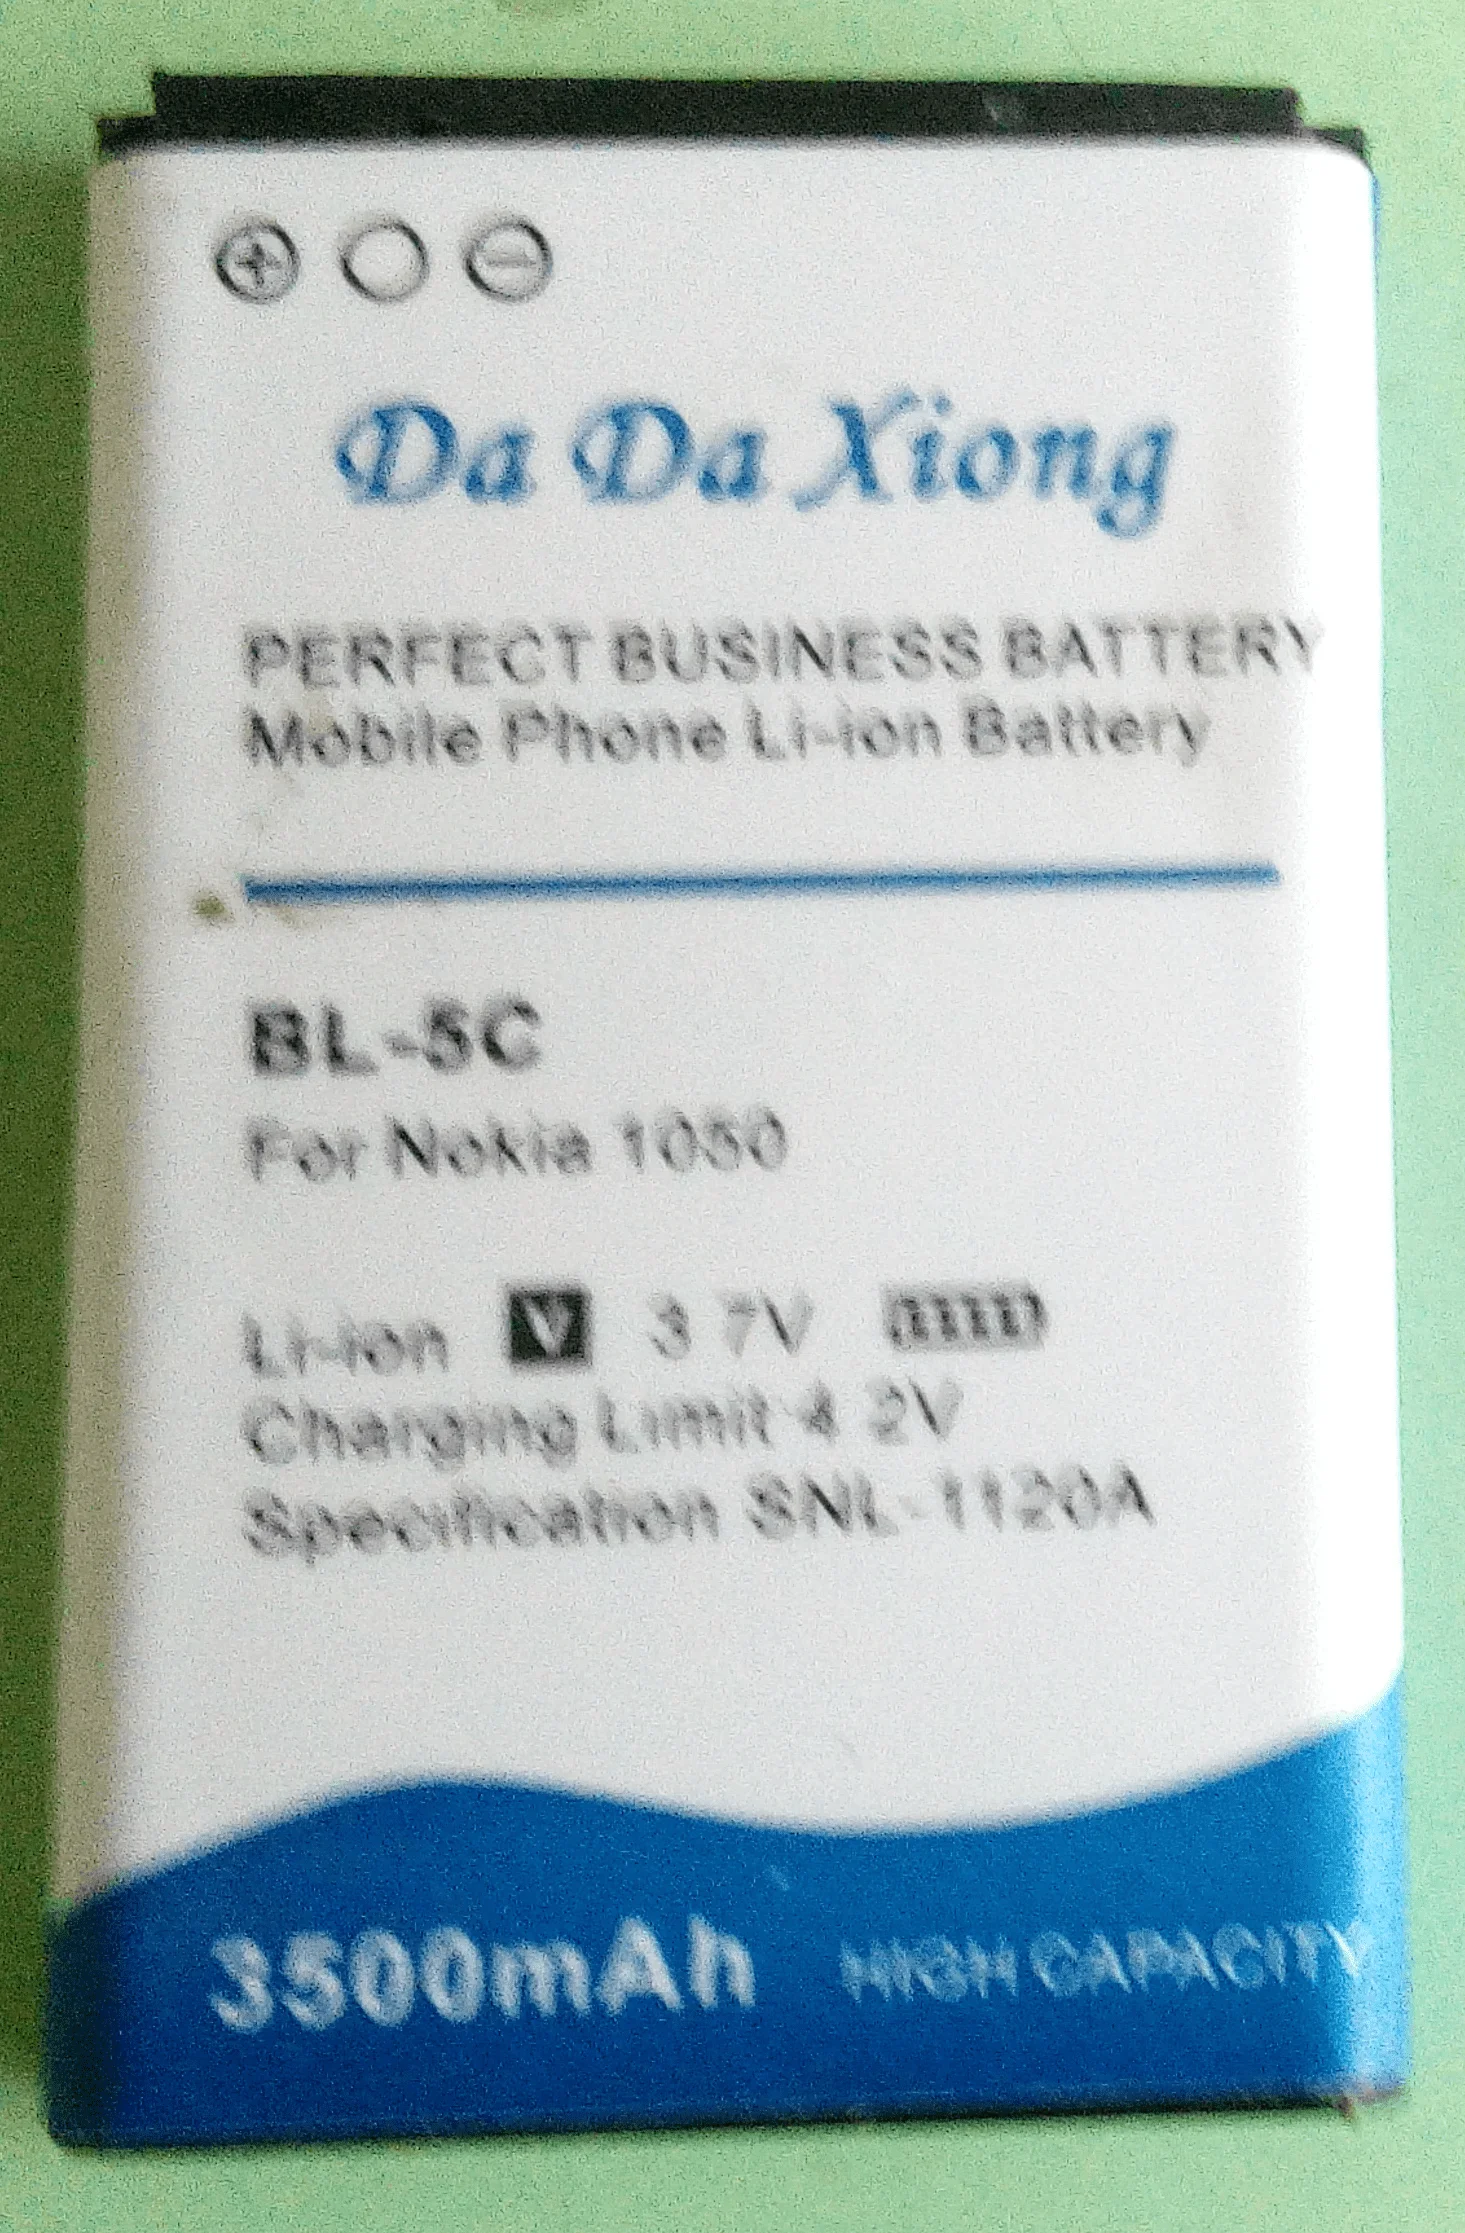 Da Da Xiong
PERFECT BUSINESS BATTERY
Mobile Phone Li-ion Battery
BL-5C
For Nokia 1050
Li-ion V 3.7V
Charging Limit 4.2V
Specification SNL-1120A
3500mAh HIGH CAPACITY